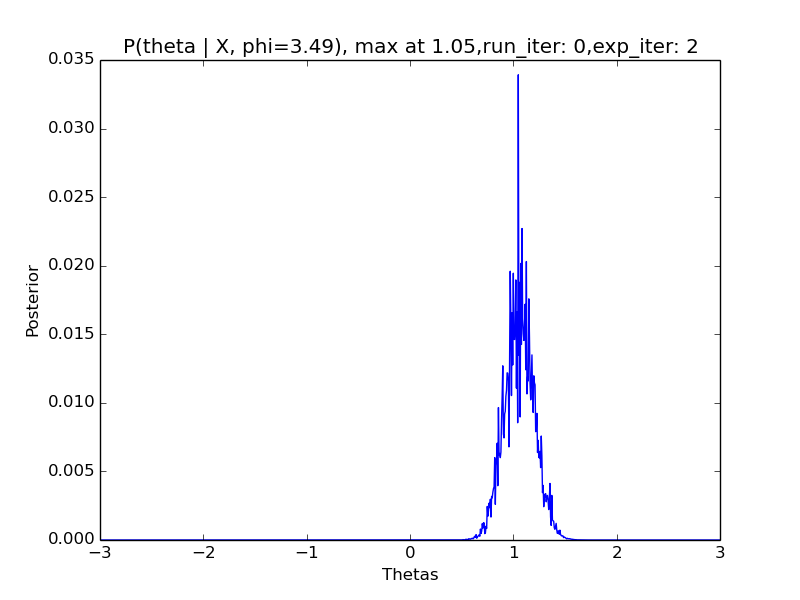 P(theta | X, phi=3.49), max at 1.05,run_iter: 0,exp_iter: 2
0.035
0.030
0.025
0.020
0.015
0.010
0.005
0.000
Posterior
−3 −2 −1 0 1 2 3
Thetas